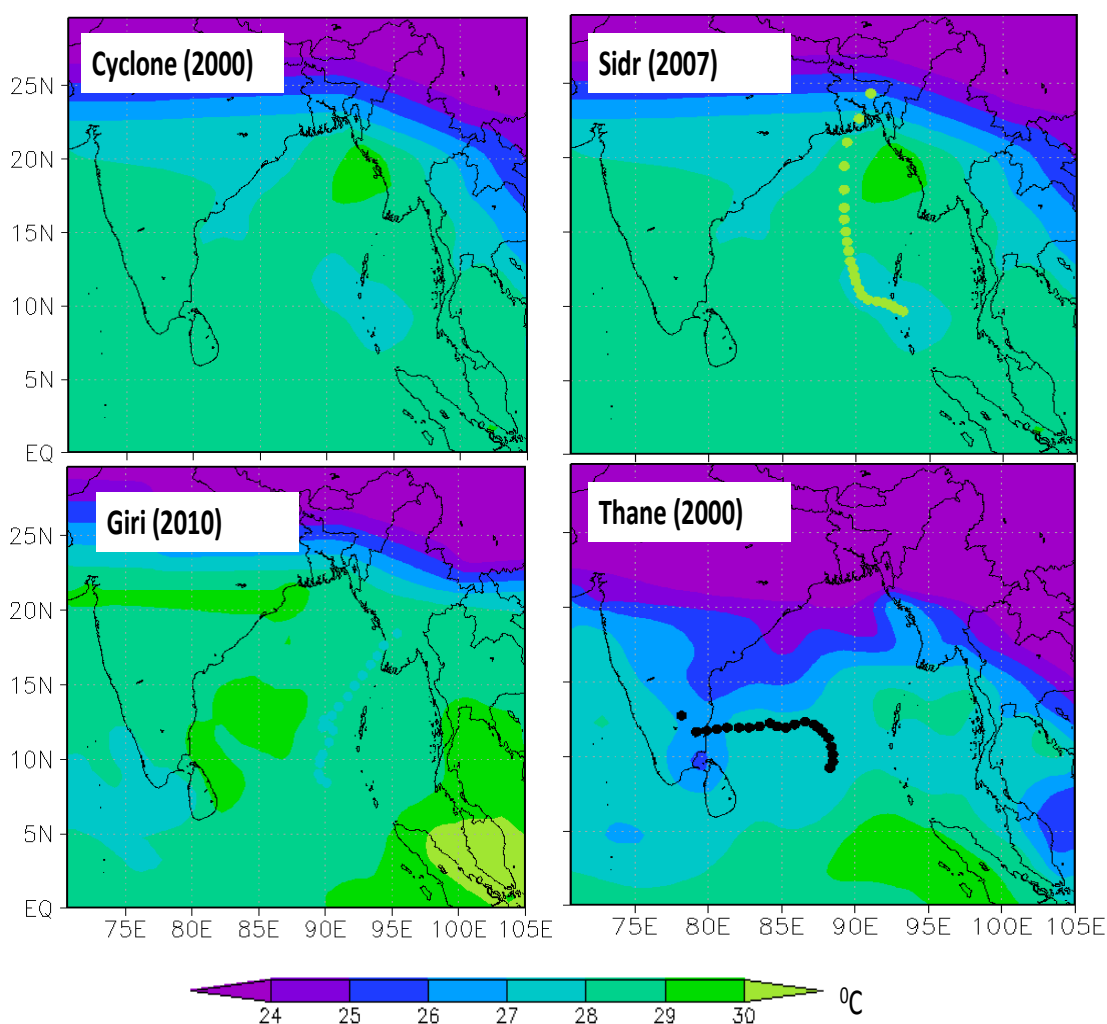 Cyclone (2000)
Sidr (2007)
25N
20N
15N
10N
5N
EQ
Giri (2010)
Thane (2000)
25N
20N
15N
10N
5N
EQ
75E 80E 85E 90E 95E 100E 105E
75E 80E 85E 90E 95E 100E 105E
24 25 26 27 28 29 30
⁰C